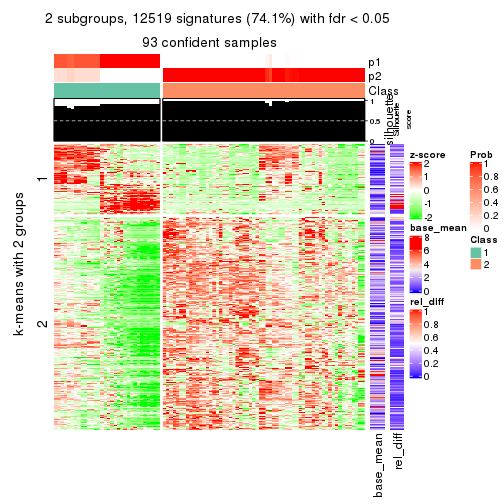 2 subgroups, 12519 signatures (74.1%) with fdr < 0.05
93 confident samples
p1
p2
Class
silhouette
Silhouette
score
1
0.5
0
k-means with 2 groups
1
2
base_mean
rel_diff
z-score
2
1
0
-1
-2
base_mean
8
6
4
2
0
rel_diff
1
0.8
0.6
0.4
0.2
0
Prob
1
0.8
0.6
0.4
0.2
0
Class
1
2